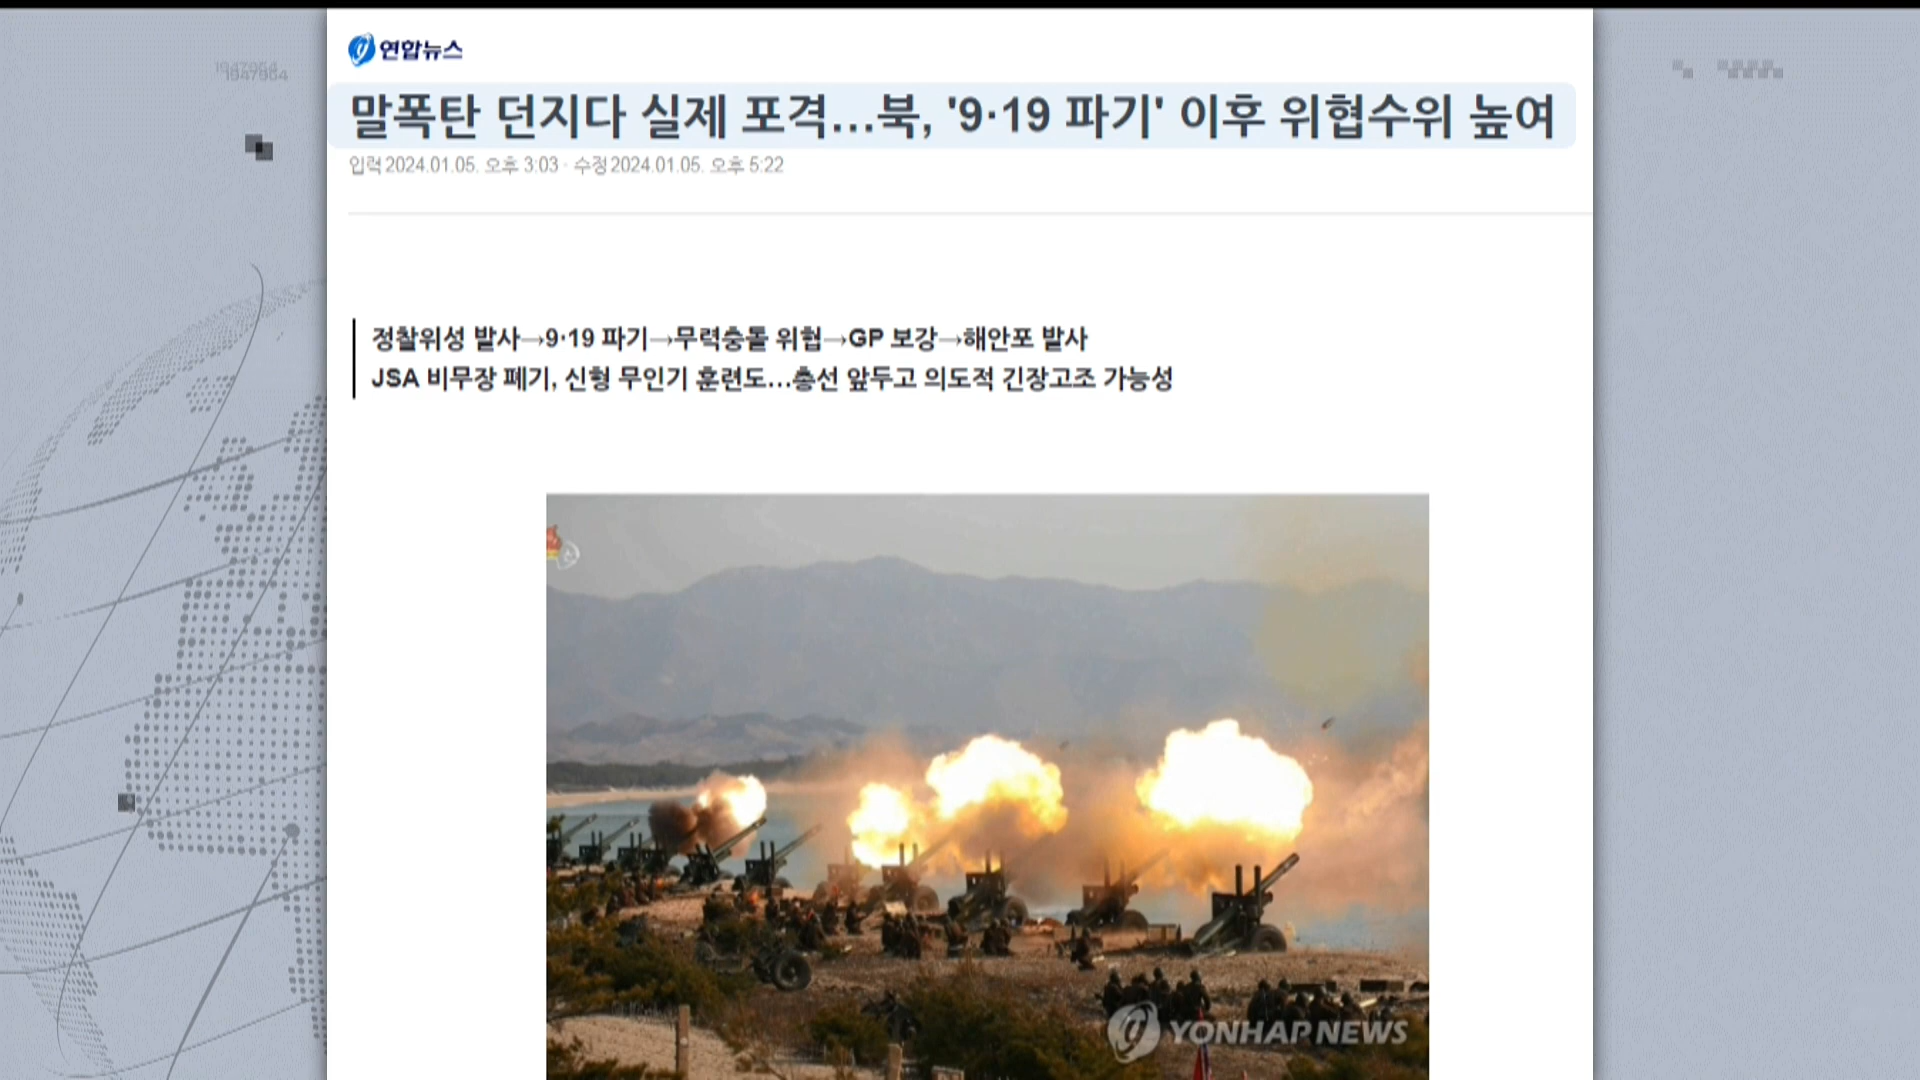 1947964
1947964
연합뉴스
말폭탄 던지다 실제 포격...북, '9·19 파기' 이후 위협수위 높여
입력 2024.01.05. 오후 3:03 · 수정 2024.01.05. 오후 5:22
정찰위성 발사→9·19 파기→무력충돌 위협→GP 보강→해안포 발사
JSA 비무장 폐기, 신형 무인기 훈련도...총선 앞두고 의도적 긴장고조 가능성
YONHAP NEWS